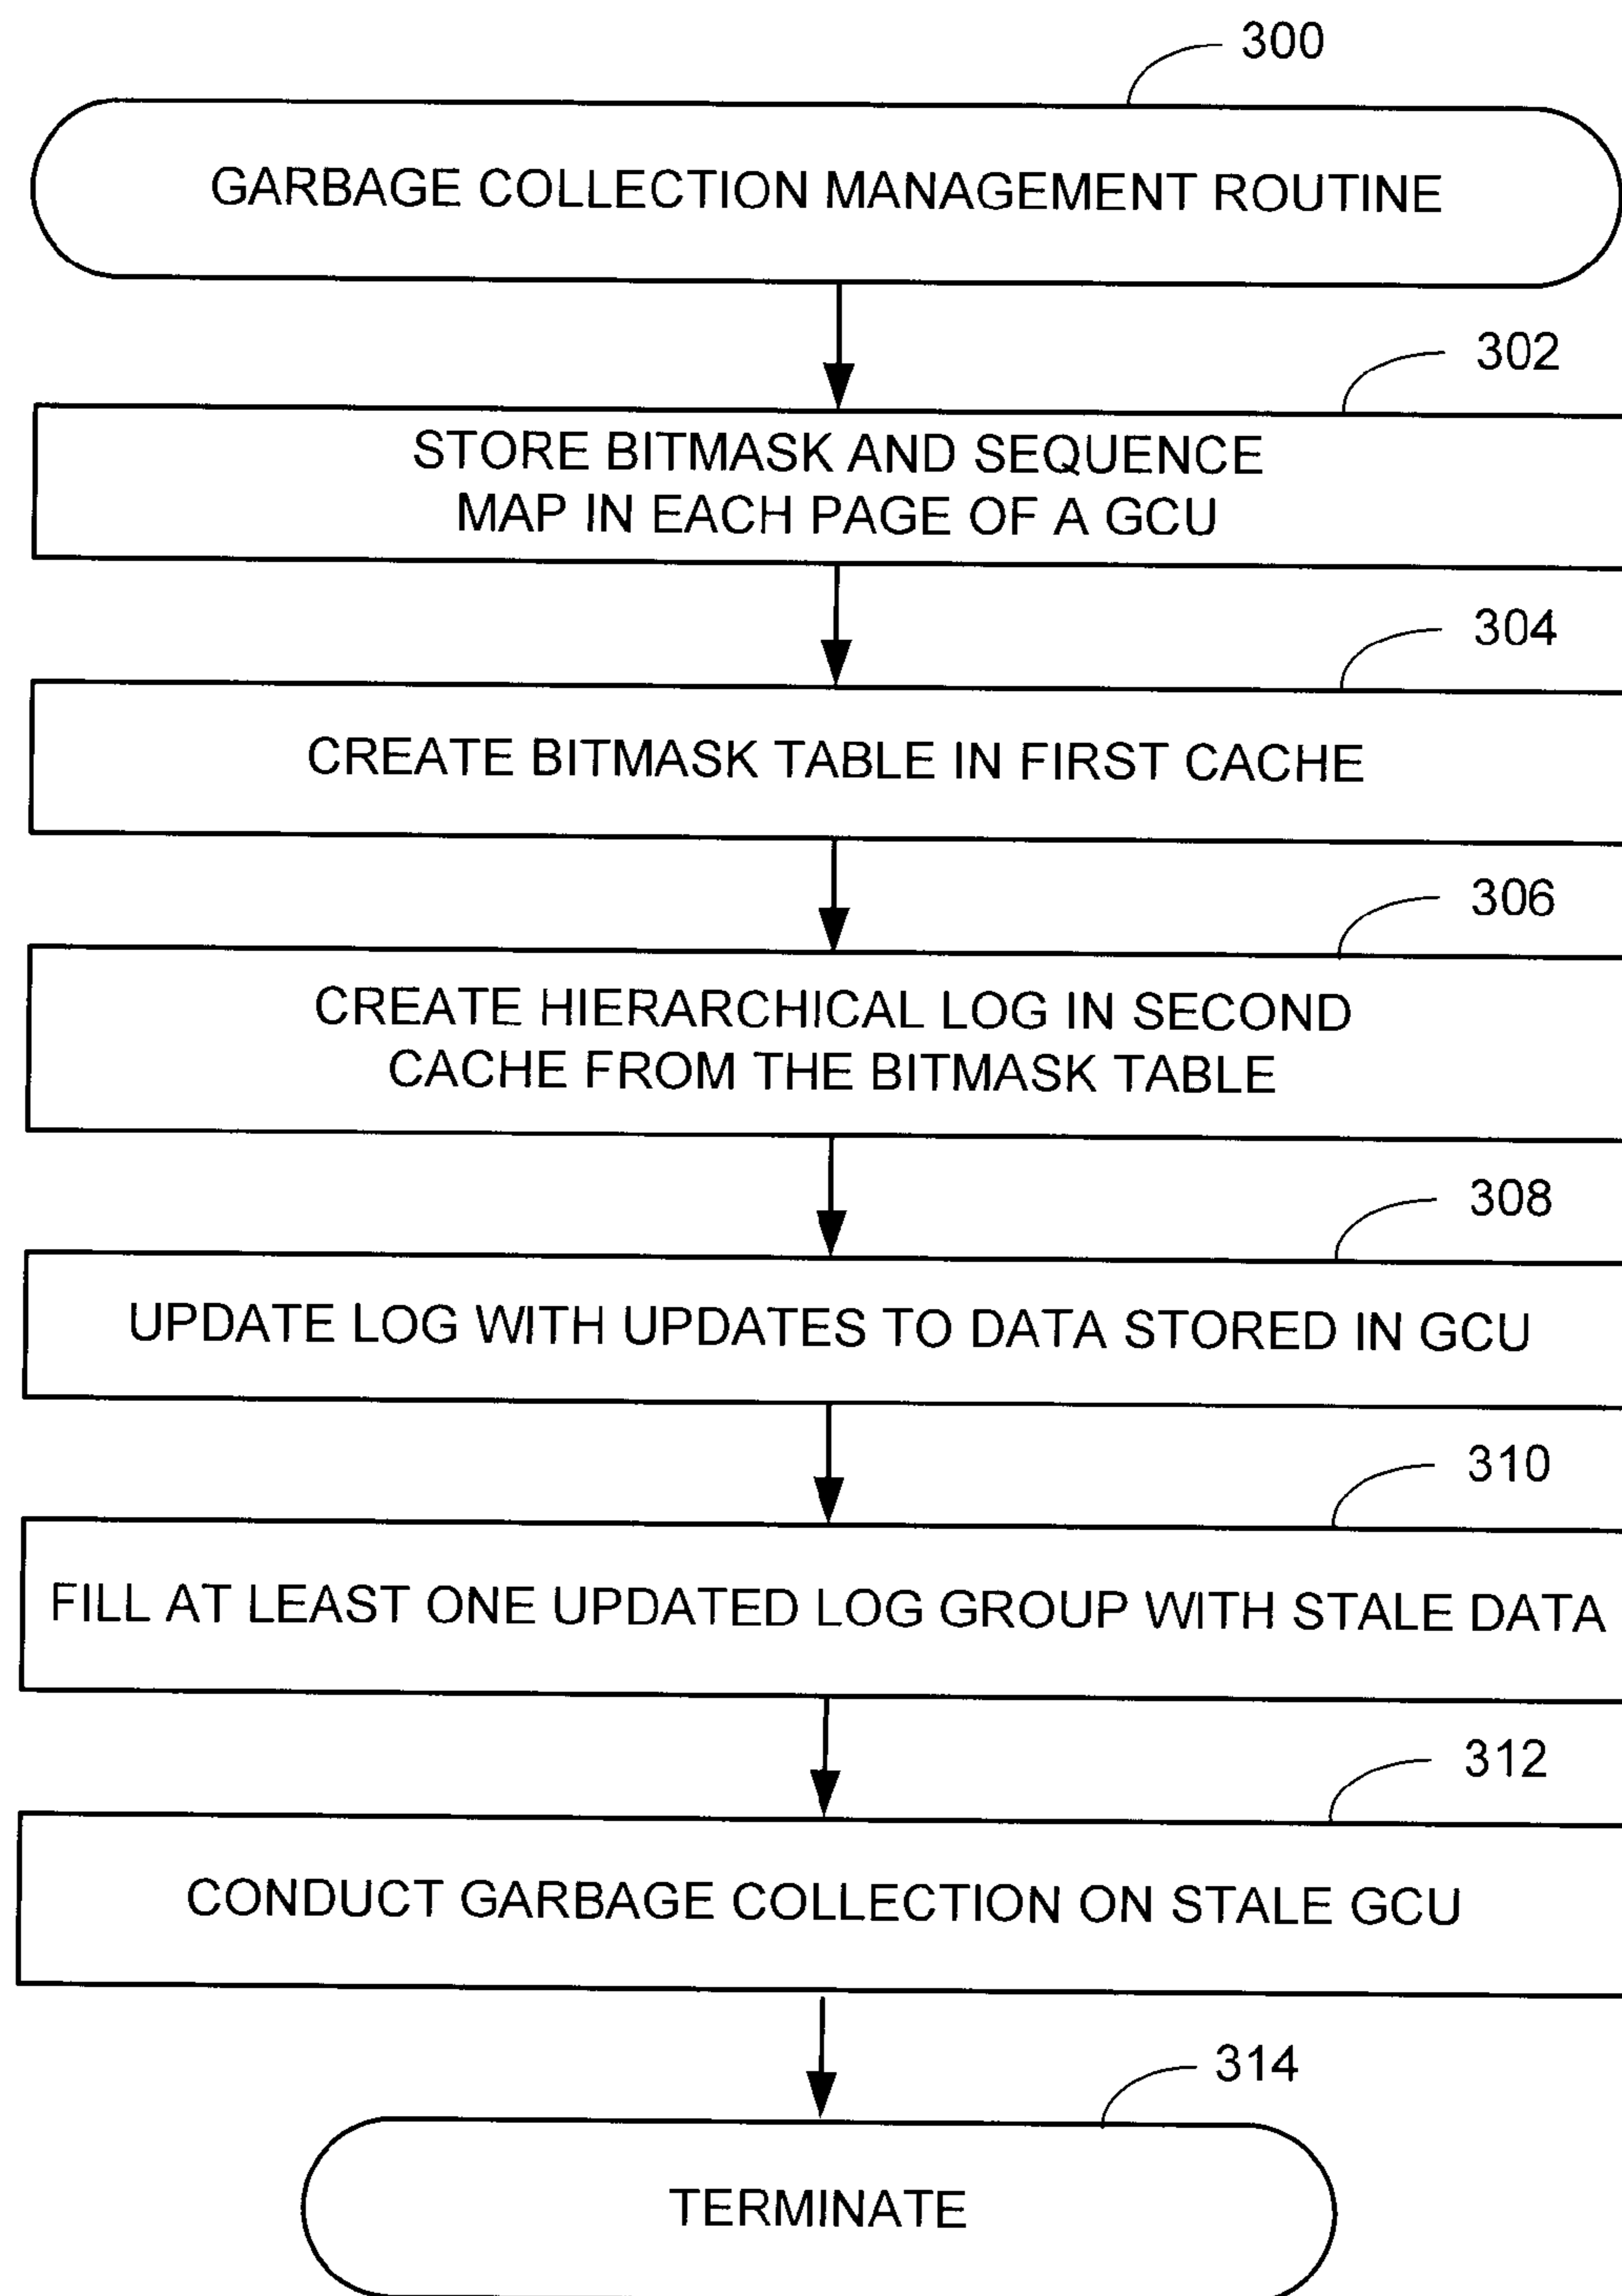 300
GARBAGE COLLECTION MANAGEMENT ROUTINE
302
STORE BITMASK AND SEQUENCE
MAP IN EACH PAGE OF A GCU
304
CREATE BITMASK TABLE IN FIRST CACHE
306
CREATE HIERARCHICAL LOG IN SECOND
CACHE FROM THE BITMASK TABLE
308
UPDATE LOG WITH UPDATES TO DATA STORED IN GCU
310
FILL AT LEAST ONE UPDATED LOG GROUP WITH STALE DATA
312
CONDUCT GARBAGE COLLECTION ON STALE GCU
314
TERMINATE